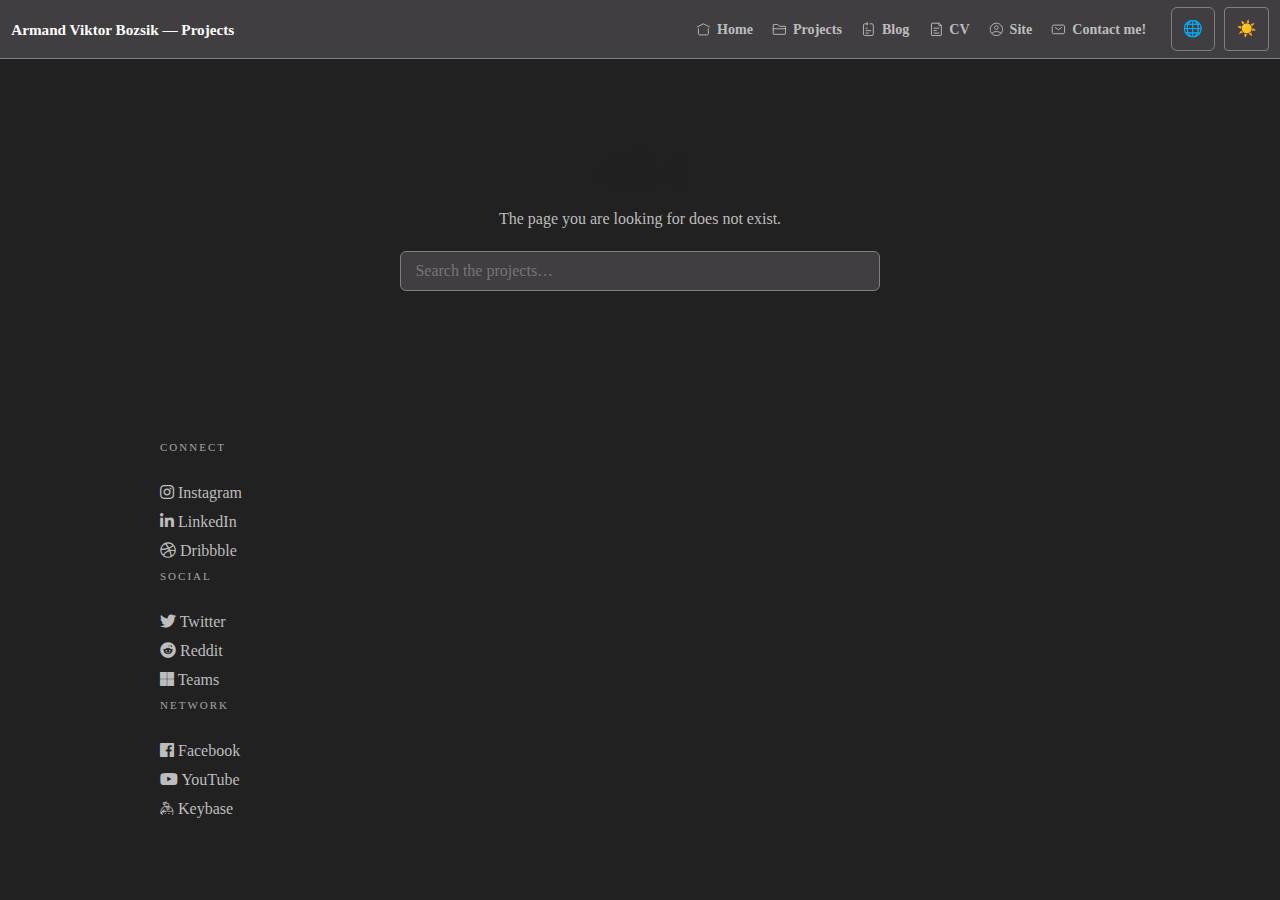 Armand Viktor Bozsik — Projects
Home
Projects
Blog
CV
Site
Contact me!
The page you are looking for does not exist.
Search the projects…
CONNECT
Instagram
LinkedIn
Dribbble
SOCIAL
Twitter
Reddit
Teams
NETWORK
Facebook
YouTube
Keybase